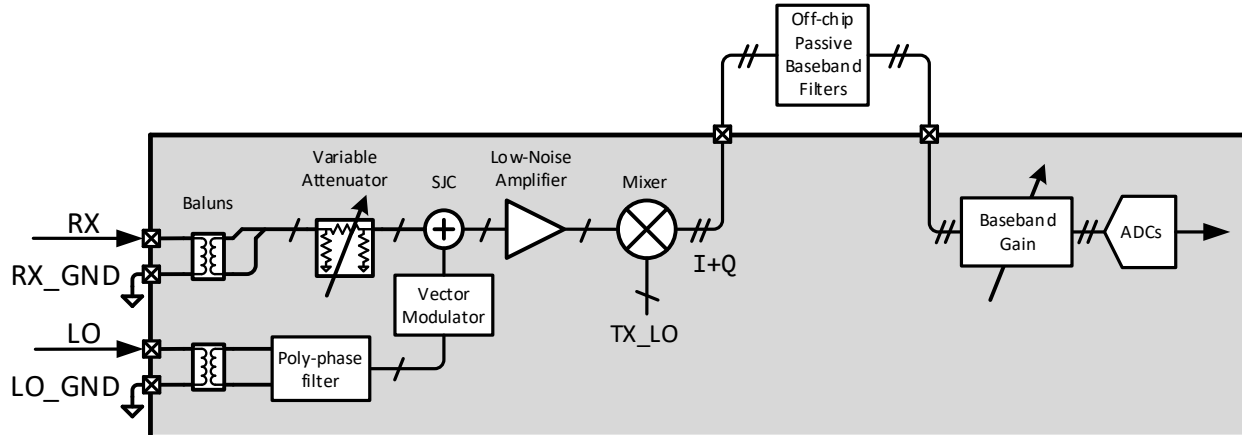 Off-chip
Passive
Baseband
Filters
Variable
Attenuator
SJC
Low-Noise
Amplifier
Mixer
Baluns
RX
RX_GND
I+Q
Baseband
Gain
ADCs
Vector
Modulator
TX_LO
LO
LO_GND
Poly-phase
filter